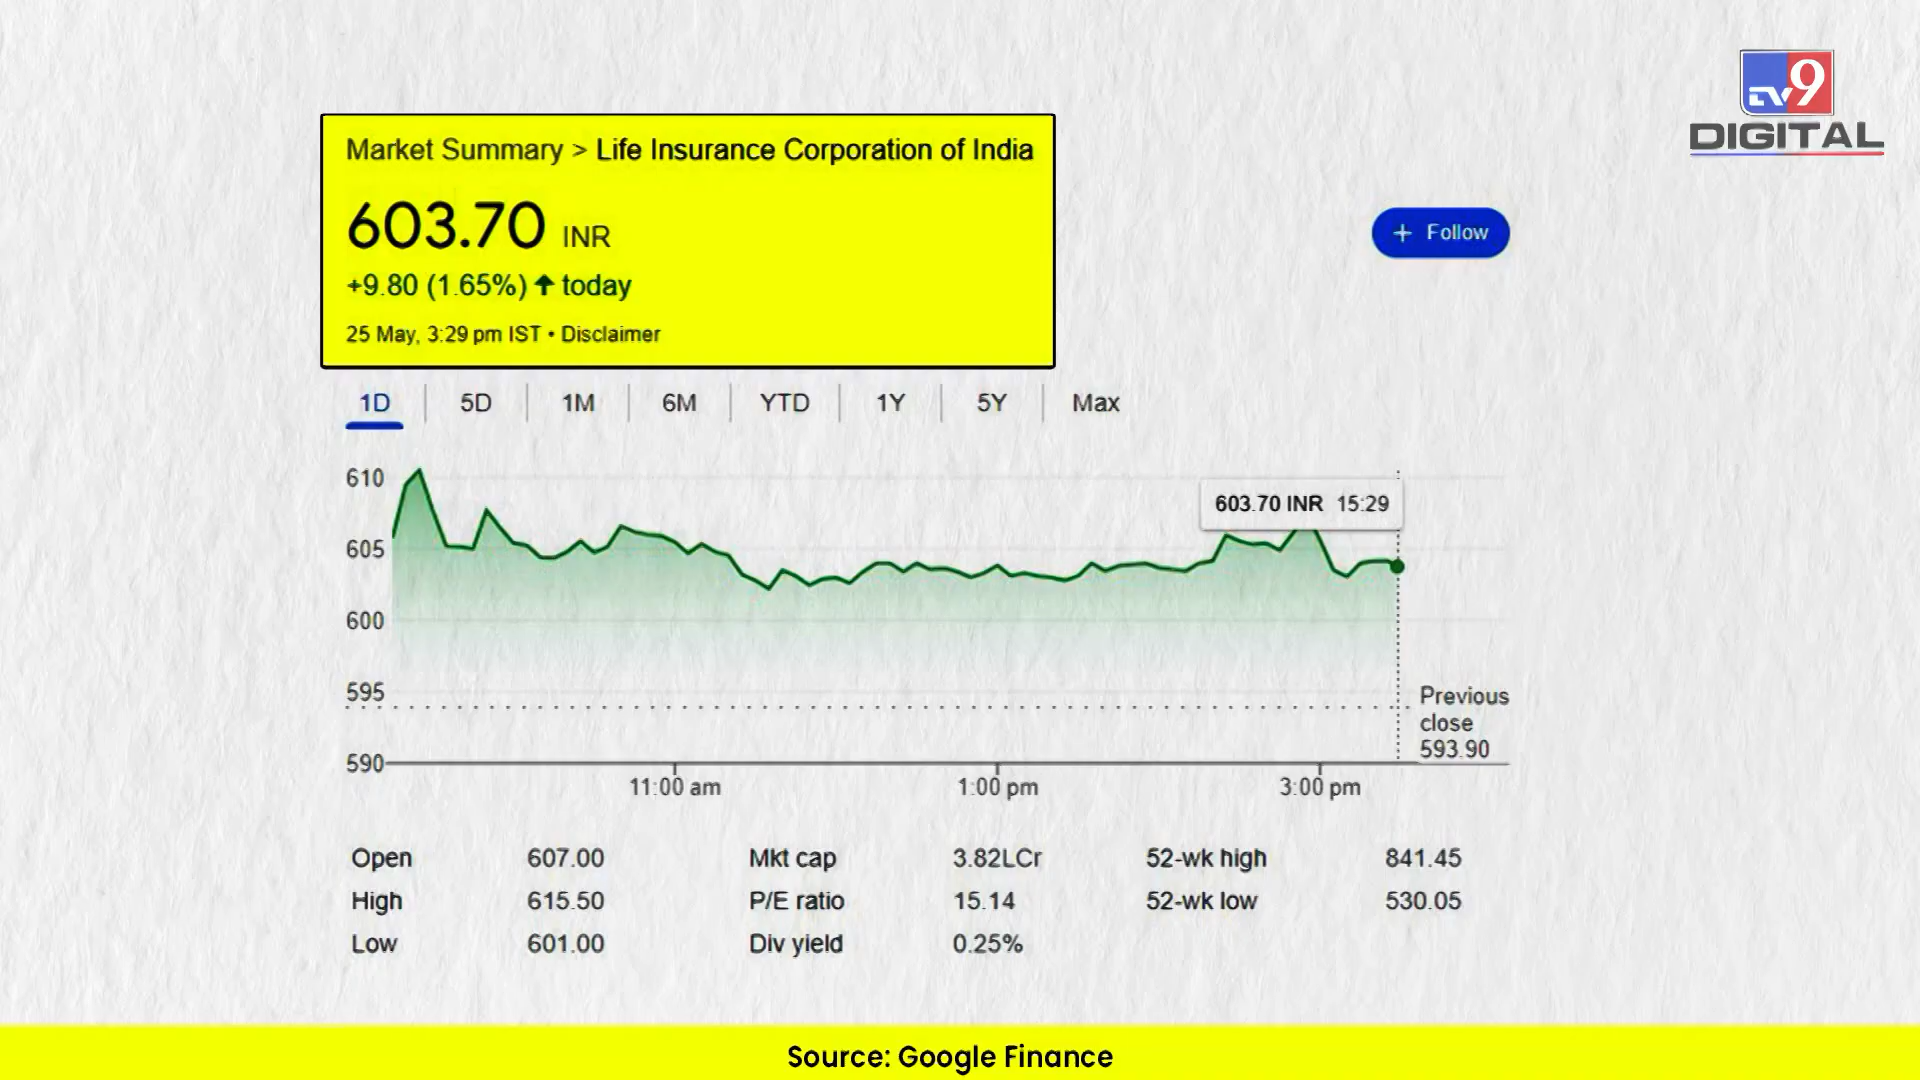 TV9
DIGITAL
Market Summary > Life Insurance Corporation of India
603.70 INR
+9.80 (1.65%) ↑ today
25 May, 3:29 pm IST • Disclaimer
+ Follow
1D 5D 1M 6M YTD 1Y 5Y Max
610
603.70 INR 15:29
605
600
595
Previous
close
593.90
590
11:00 am 1:00 pm 3:00 pm
Open 607.00 Mkt cap 3.82LCr 52-wk high 841.45
High 615.50 P/E ratio 15.14 52-wk low 530.05
Low 601.00 Div yield 0.25%
Source: Google Finance